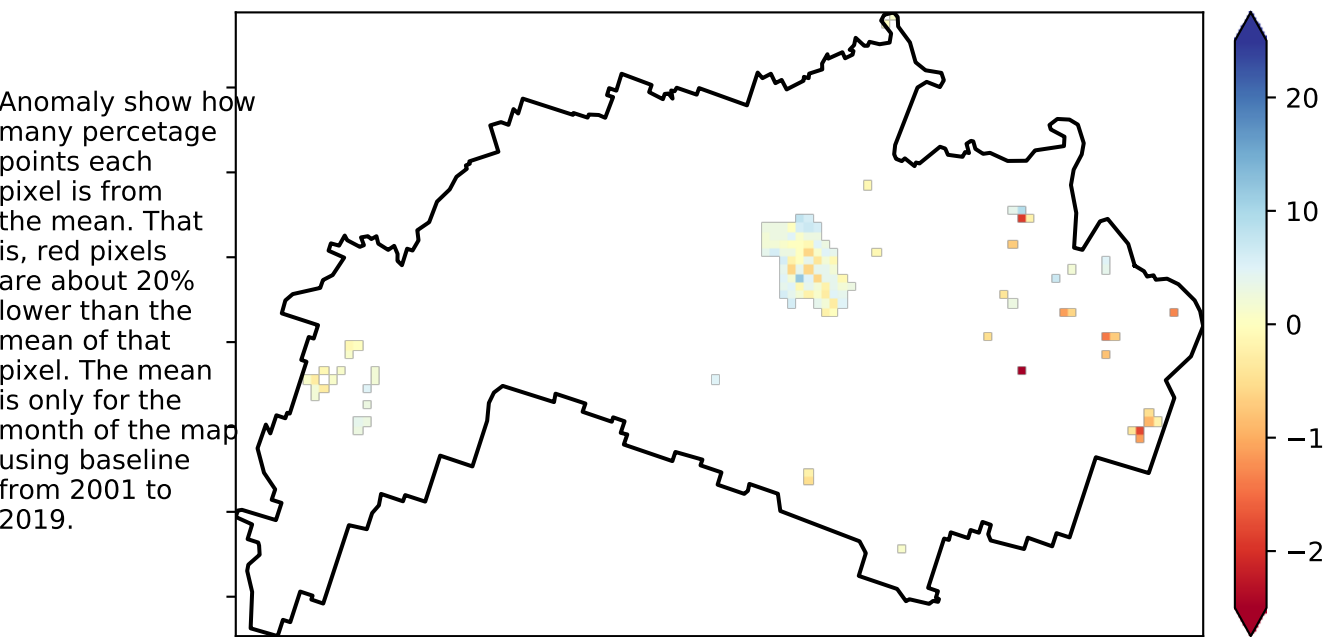 Anomaly show how
many percetage
points each
pixel is from
the mean. That
is, red pixels
are about 20%
lower than the
mean of that
pixel. The mean
is only for the
month of the map
using baseline
from 2001 to
2019.
20
10
0
−1
−2